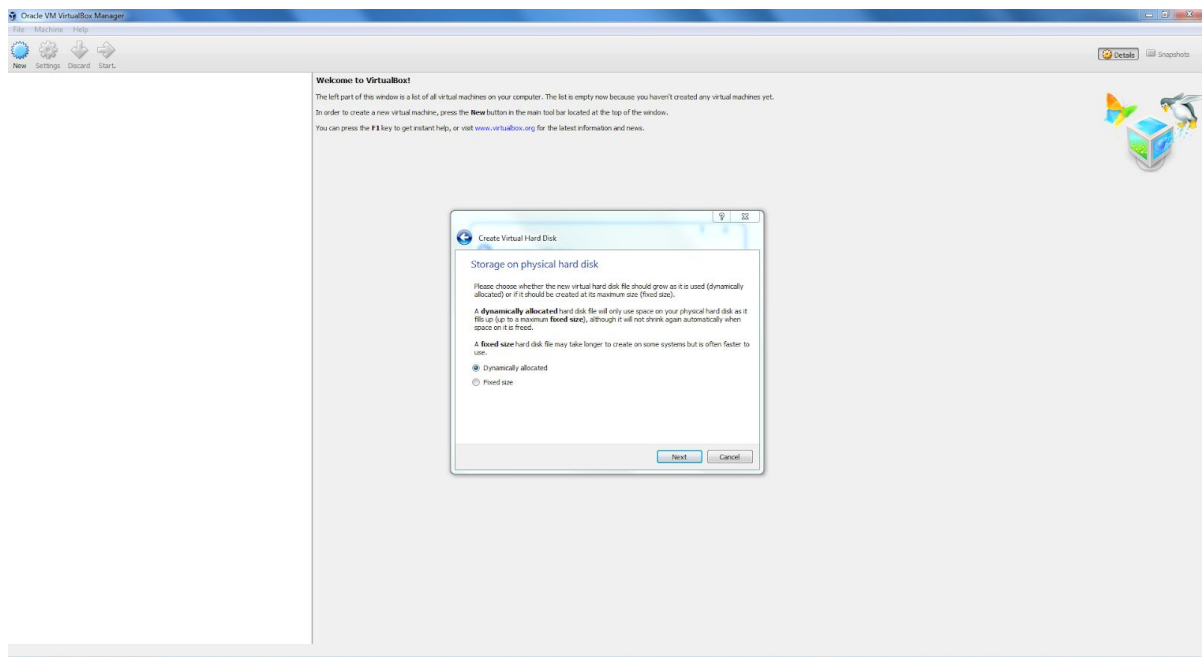 Oracle VM VirtualBox Manager
File Machine Help
New Settings Discard Start
Details Snapshots
Welcome to VirtualBox!
The left part of this window is a list of all virtual machines on your computer. The list is empty now because you haven't created any virtual machines yet.
In order to create a new virtual machine, press the New button in the main tool bar located at the top of the window.
You can press the F1 key to get instant help, or visit www.virtualbox.org for the latest information and news.
Create Virtual Hard Disk
Storage on physical hard disk
Please choose whether the new virtual hard disk file should grow as it is used (dynamically
allocated) or if it should be created at its maximum size (fixed size).
A dynamically allocated hard disk file will only use space on your physical hard disk as it
fills up (up to a maximum fixed size), although it will not shrink again automatically when
space on it is freed.
A fixed size hard disk file may take longer to create on some systems but is often faster to
use.
Dynamically allocated
Fixed size
Next Cancel